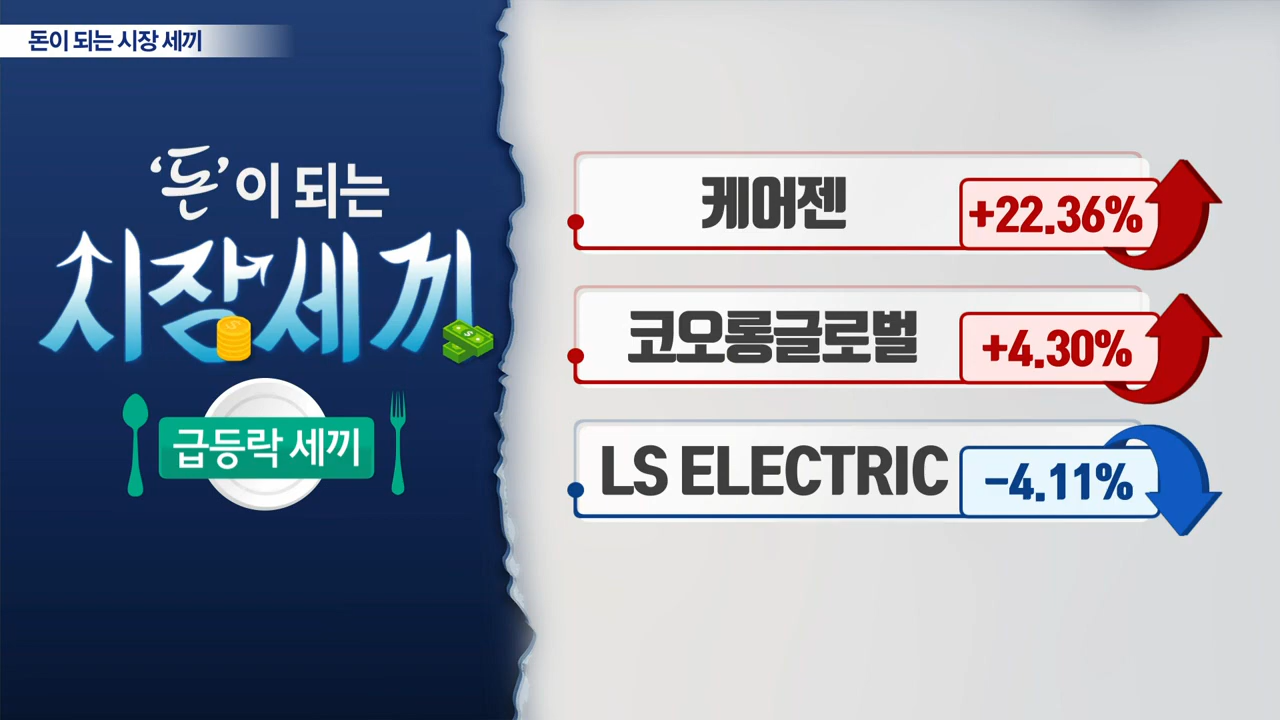 돈이 되는 시장 세끼
‘돈’이 되는
시장세끼
급등락 세끼
케어젠 +22.36%
코오롱글로벌 +4.30%
LS ELECTRIC -4.11%